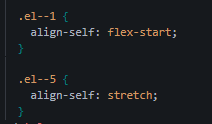 .el--1 {
align-self: flex-start;
}
.el--5 {
align-self: stretch;
}